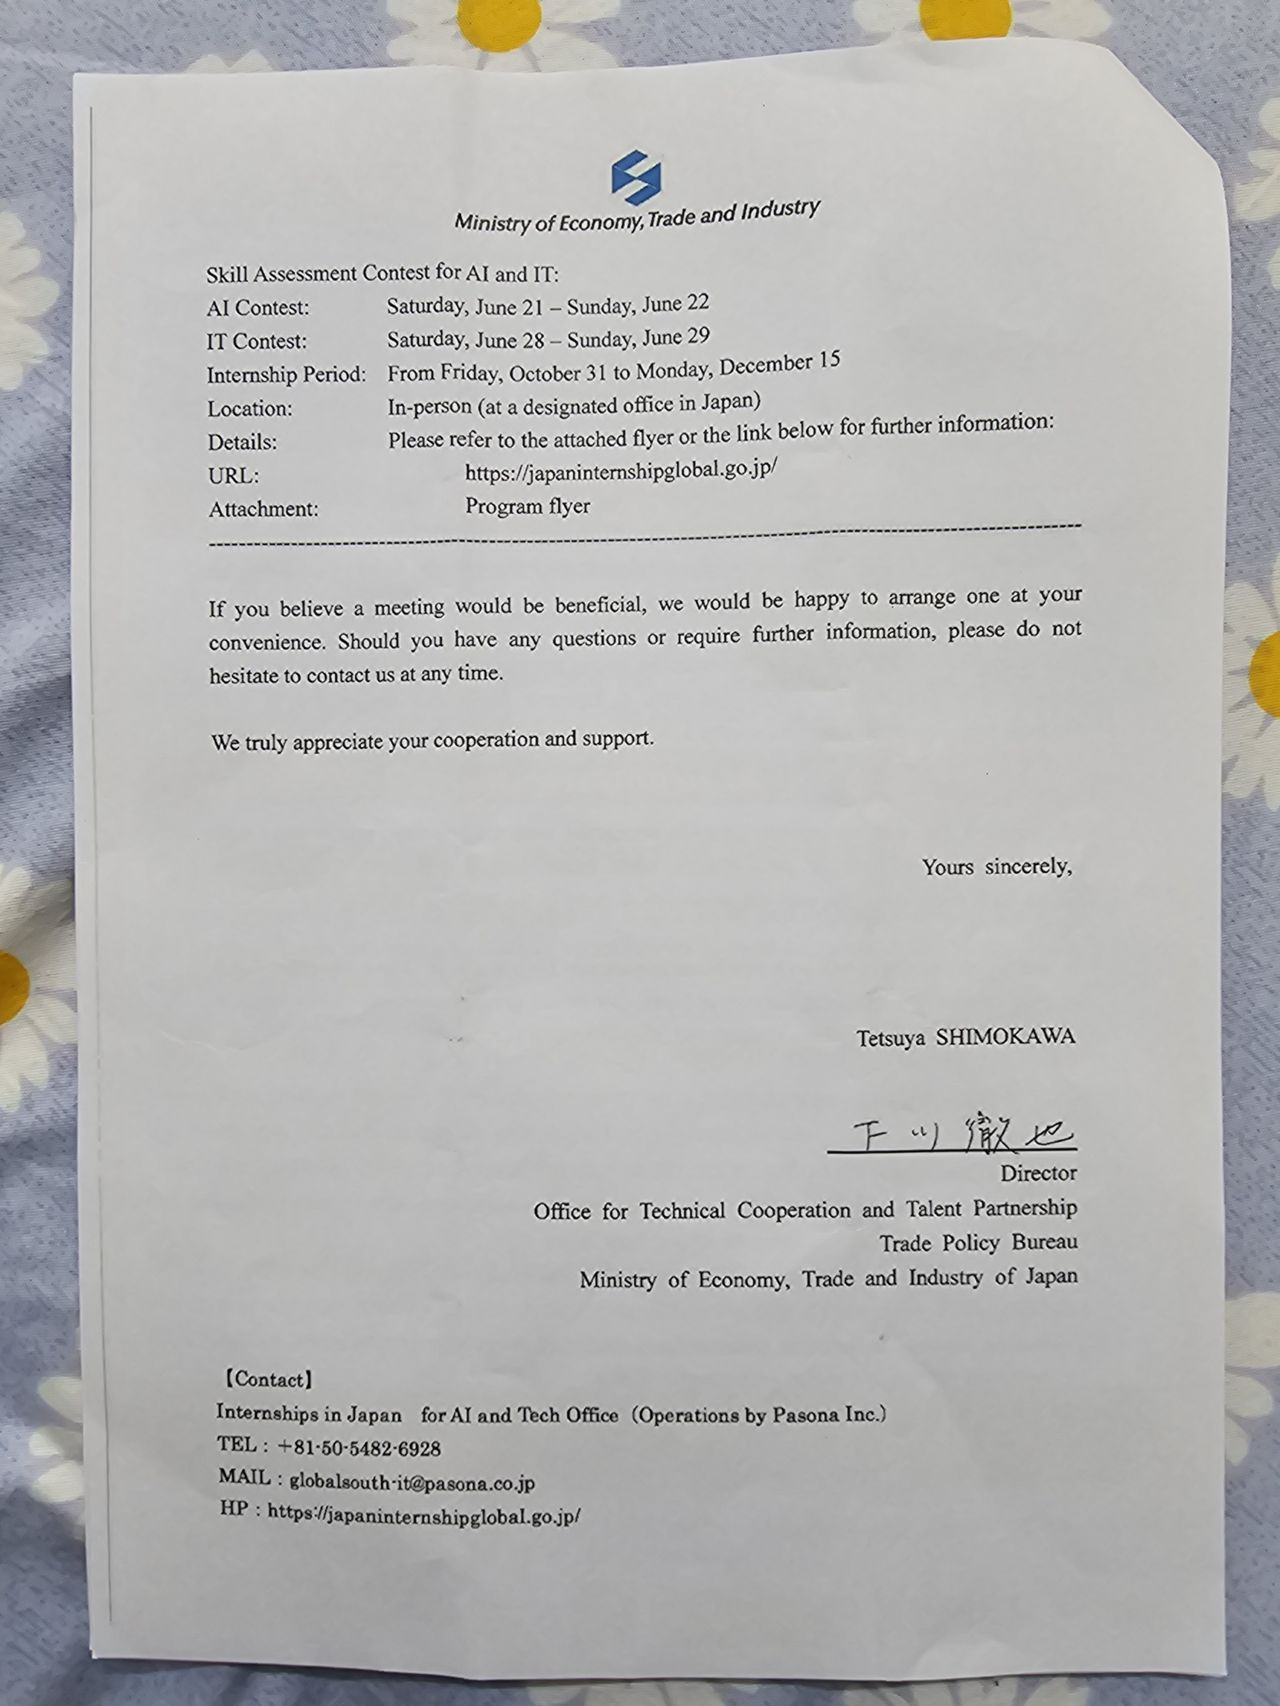 Ministry of Economy, Trade and Industry
Skill Assessment Contest for AI and IT:
AI Contest: Saturday, June 21 – Sunday, June 22
IT Contest: Saturday, June 28 – Sunday, June 29
Internship Period: From Friday, October 31 to Monday, December 15
Location: In-person (at a designated office in Japan)
Details: Please refer to the attached flyer or the link below for further information:
URL: https://japaninternshipglobal.go.jp/
Attachment: Program flyer
If you believe a meeting would be beneficial, we would be happy to arrange one at your
convenience. Should you have any questions or require further information, please do not
hesitate to contact us at any time.
We truly appreciate your cooperation and support.
Yours sincerely,
Tetsuya SHIMOKAWA
下川徹也
Director
Office for Technical Cooperation and Talent Partnership
Trade Policy Bureau
Ministry of Economy, Trade and Industry of Japan
【Contact】
Internships in Japan for AI and Tech Office（Operations by Pasona Inc.）
TEL : +81-50-5482-6928
MAIL : globalsouth-it@pasona.co.jp
HP : https://japaninternshipglobal.go.jp/